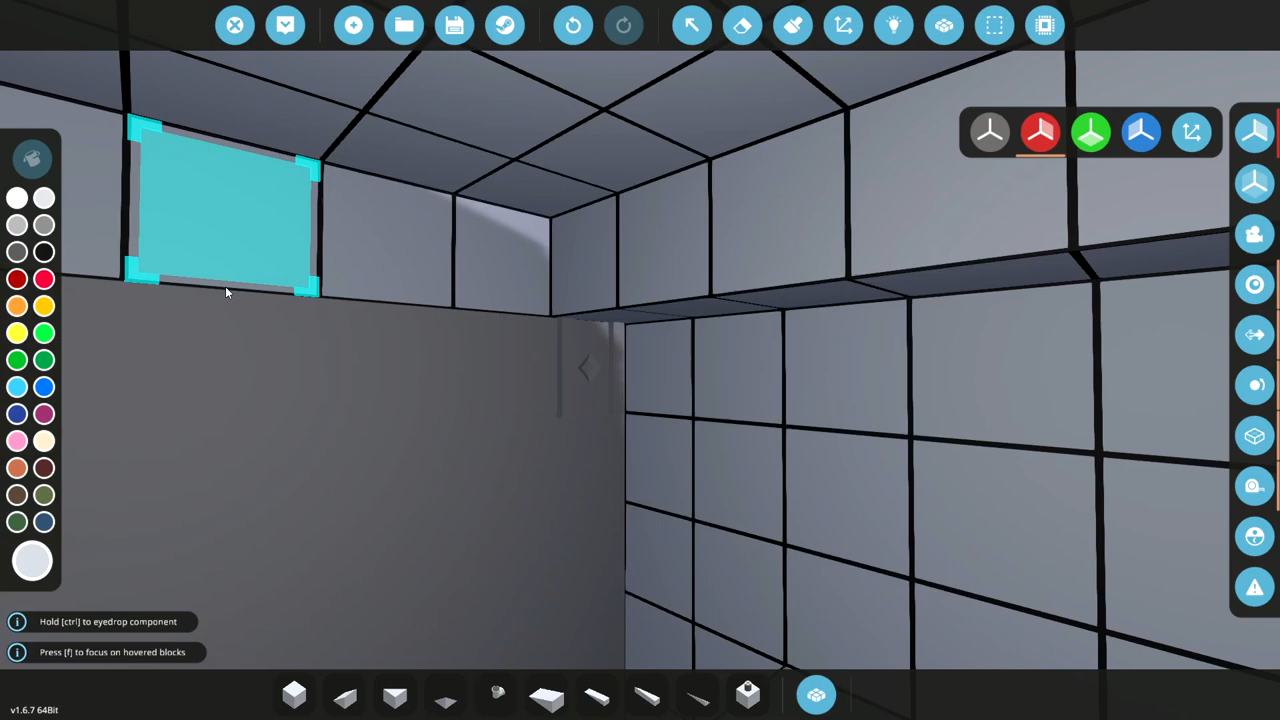 Hold [ctrl] to eyedrop component
Press [f] to focus on hovered blocks
v1.6.7 64Bit